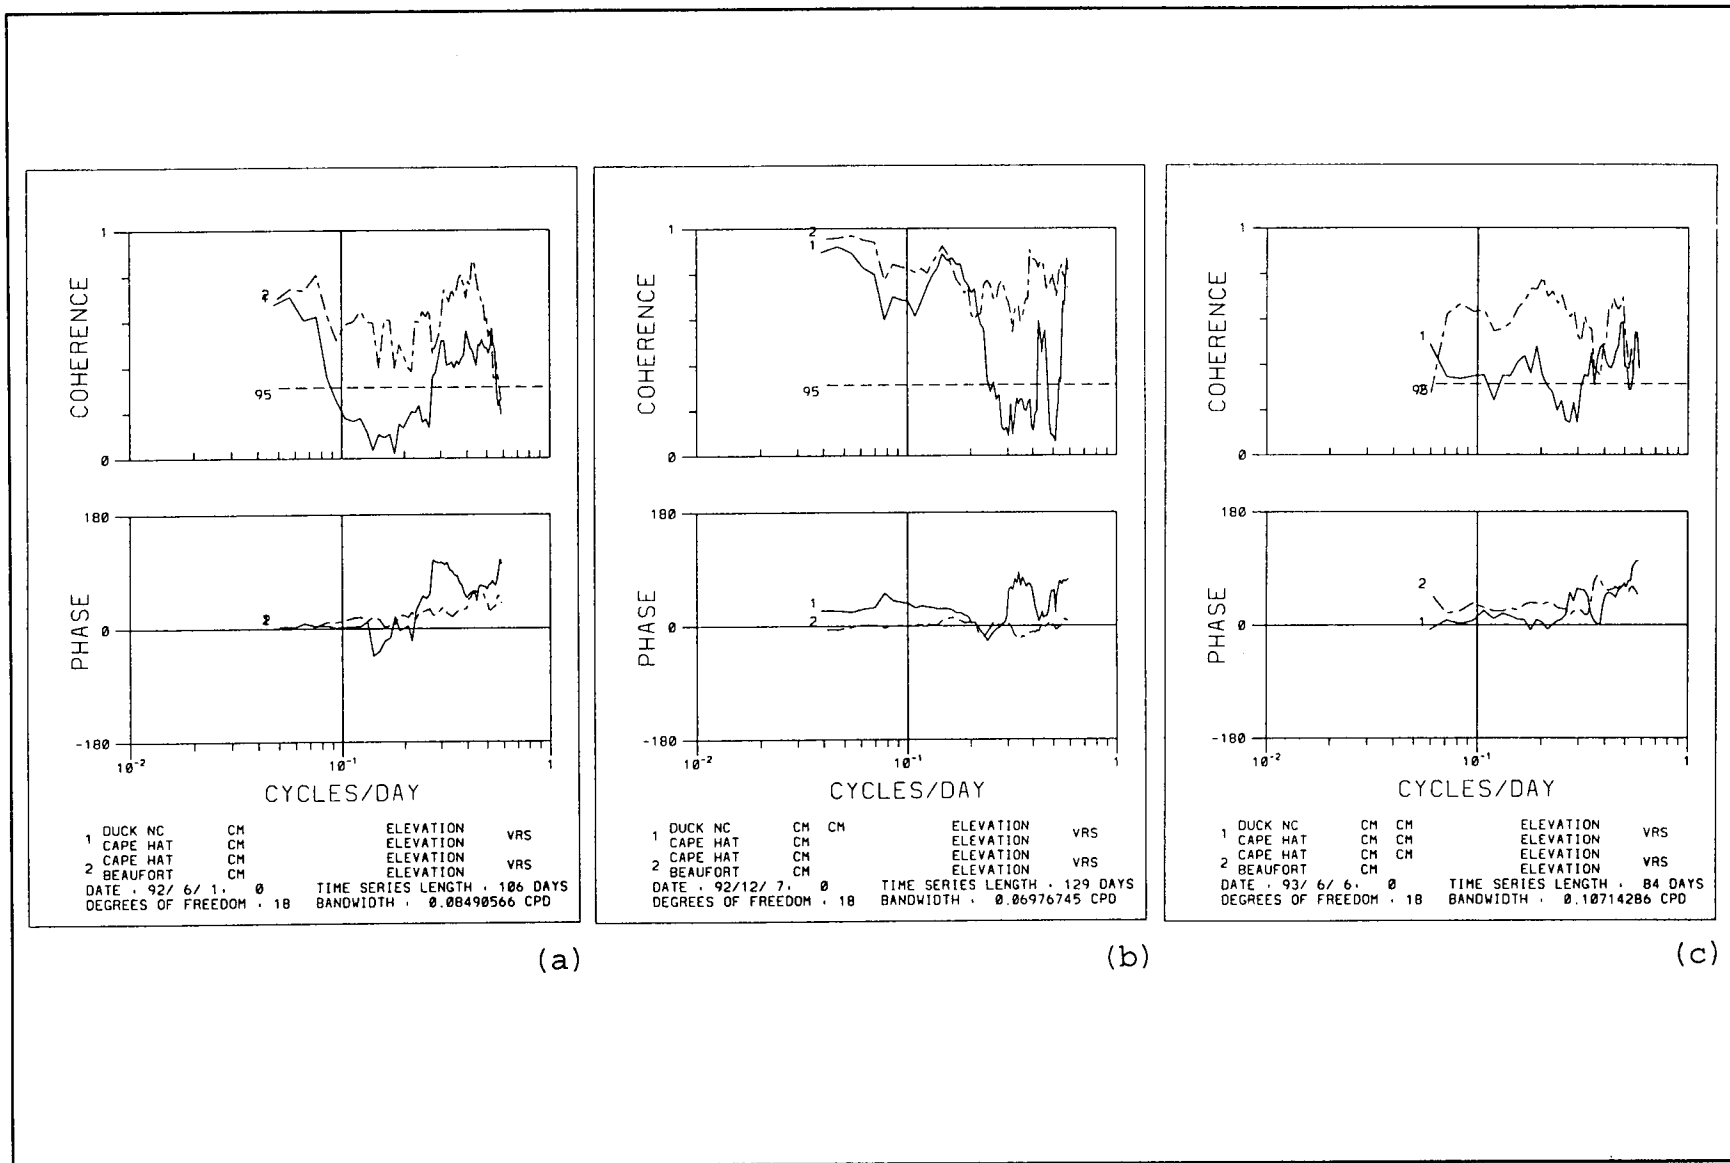 1
COHERENCE
2
95
0
180
PHASE
2
0
-180
10-2
10-1
1
CYCLES/DAY
1 DUCK NC CM ELEVATION VRS
CAPE HAT CM ELEVATION
2 CAPE HAT CM ELEVATION VRS
BEAUFORT CM ELEVATION
DATE . 92/ 6/ 1. 0 TIME SERIES LENGTH . 106 DAYS
DEGREES OF FREEDOM . 18 BANDWIDTH . 0.08490566 CPD
(a)
1
COHERENCE
2
1
95
0
180
PHASE
1
2
0
-180
10-2
10-1
1
CYCLES/DAY
1 DUCK NC CM CM ELEVATION VRS
CAPE HAT CM ELEVATION
2 CAPE HAT CM ELEVATION VRS
BEAUFORT CM ELEVATION
DATE . 92/12/ 7. 0 TIME SERIES LENGTH . 129 DAYS
DEGREES OF FREEDOM . 18 BANDWIDTH . 0.06976745 CPD
(b)
1
COHERENCE
1
95
0
180
PHASE
2
1
0
-180
10-2
10-1
1
CYCLES/DAY
1 DUCK NC CM CM ELEVATION VRS
CAPE HAT CM ELEVATION
2 CAPE HAT CM CM ELEVATION VRS
BEAUFORT CM ELEVATION
DATE . 93/ 6/ 6. 0 TIME SERIES LENGTH . 84 DAYS
DEGREES OF FREEDOM . 18 BANDWIDTH . 0.10714286 CPD
(c)